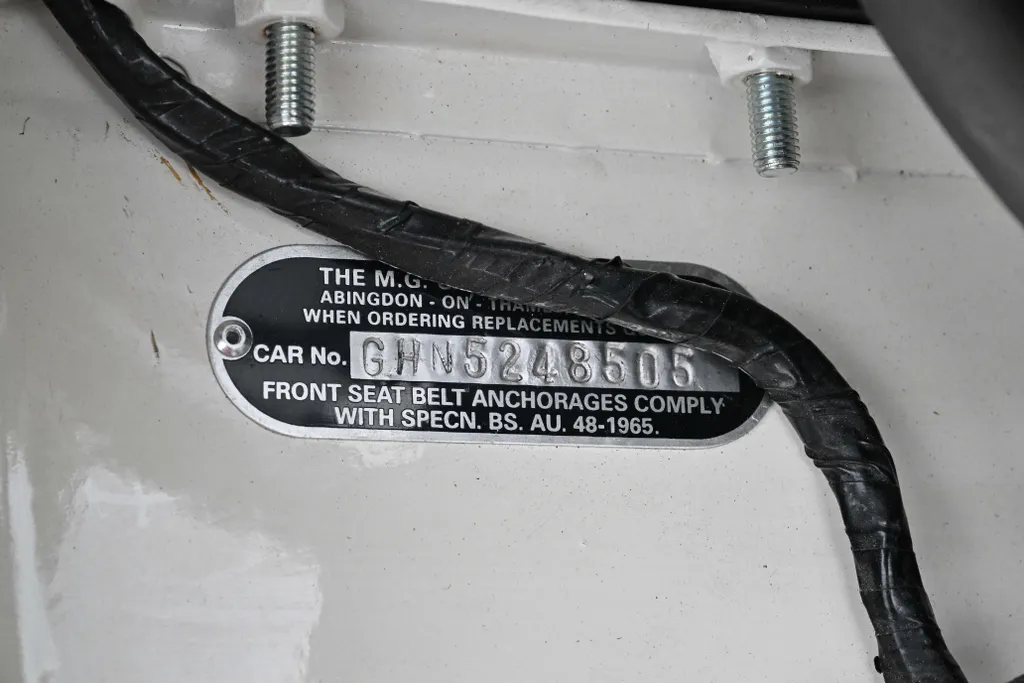 THE M.G.
ABINGDON - ON -
WHEN ORDERING REPLACEMENTS
CAR No. GHN5248505
FRONT SEAT BELT ANCHORAGES COMPLY
WITH SPECN. BS. AU. 48-1965.